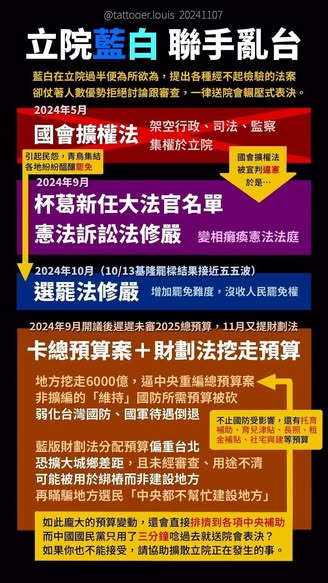 @tattooer.louis 20241107
立院藍白 聯手亂台
藍白在立院過半便為所欲為，提出各種經不起檢驗的法案
卻仗著人數優勢拒絕討論跟審查，一律送院會輾壓式表決。
2024年5月
國會擴權法
架空行政、司法、監察
集權於立院
引起民怨，青鳥集結
各地紛紛醞釀罷免
國會擴權法
被宣判違憲
於是…
2024年9月
杯葛新任大法官名單
憲法訴訟法修嚴 變相癱瘓憲法法庭
2024年10月（10/13基隆罷樑結果接近五五波）
選罷法修嚴 增加罷免難度，沒收人民罷免權
2024年9月開議後遲遲未審2025總預算，11月又提財劃法
卡總預算案＋財劃法挖走預算
地方挖走6000億，逼中央重編總預算案
非擴編的「維持」國防所需預算被砍
弱化台灣國防、國軍待遇倒退
不止國防受影響，還有托育
補助、育兒津貼、長照、租
金補貼、社宅興建等預算
藍版財劃法分配預算偏重台北
恐擴大城鄉差距，且未經審查、用途不清
可能被用於綁樁而非建設地方
再瞞騙地方選民「中央都不幫忙建設地方」
如此龐大的預算變動，還會直接排擠到各項中央補助
而中國國民黨只用了三分鐘唸過去就送院會表決？
如果你也不能接受，請協助擴散立院正在發生的事。